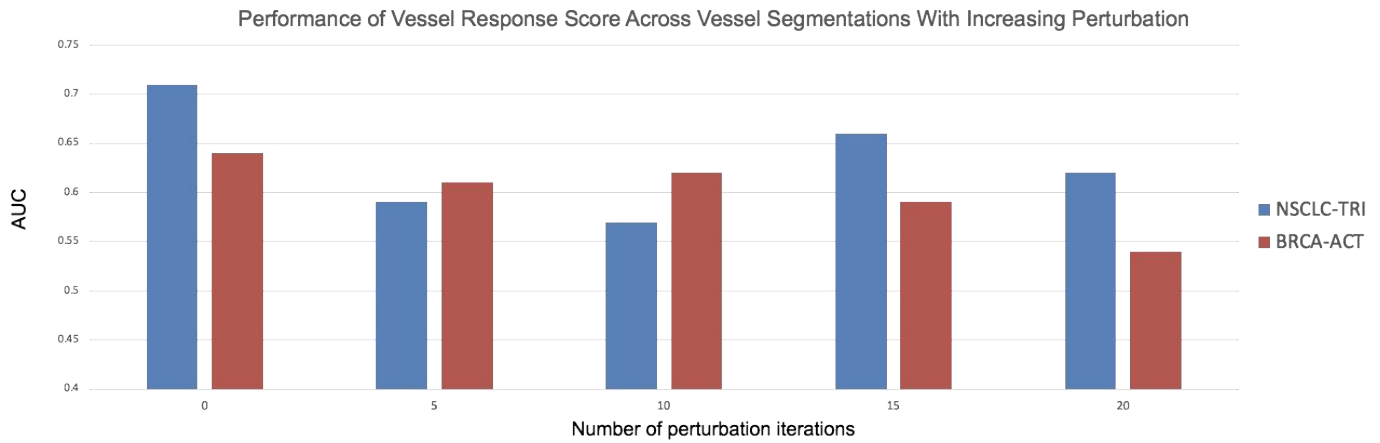 Performance of Vessel Response Score Across Vessel Segmentations With Increasing Perturbation
0.75
0.7
0.65
0.6
0.55
0.5
0.45
0.4
AUC
0
5
10
15
20
Number of perturbation iterations
NSCLC-TRI
BRCA-ACT